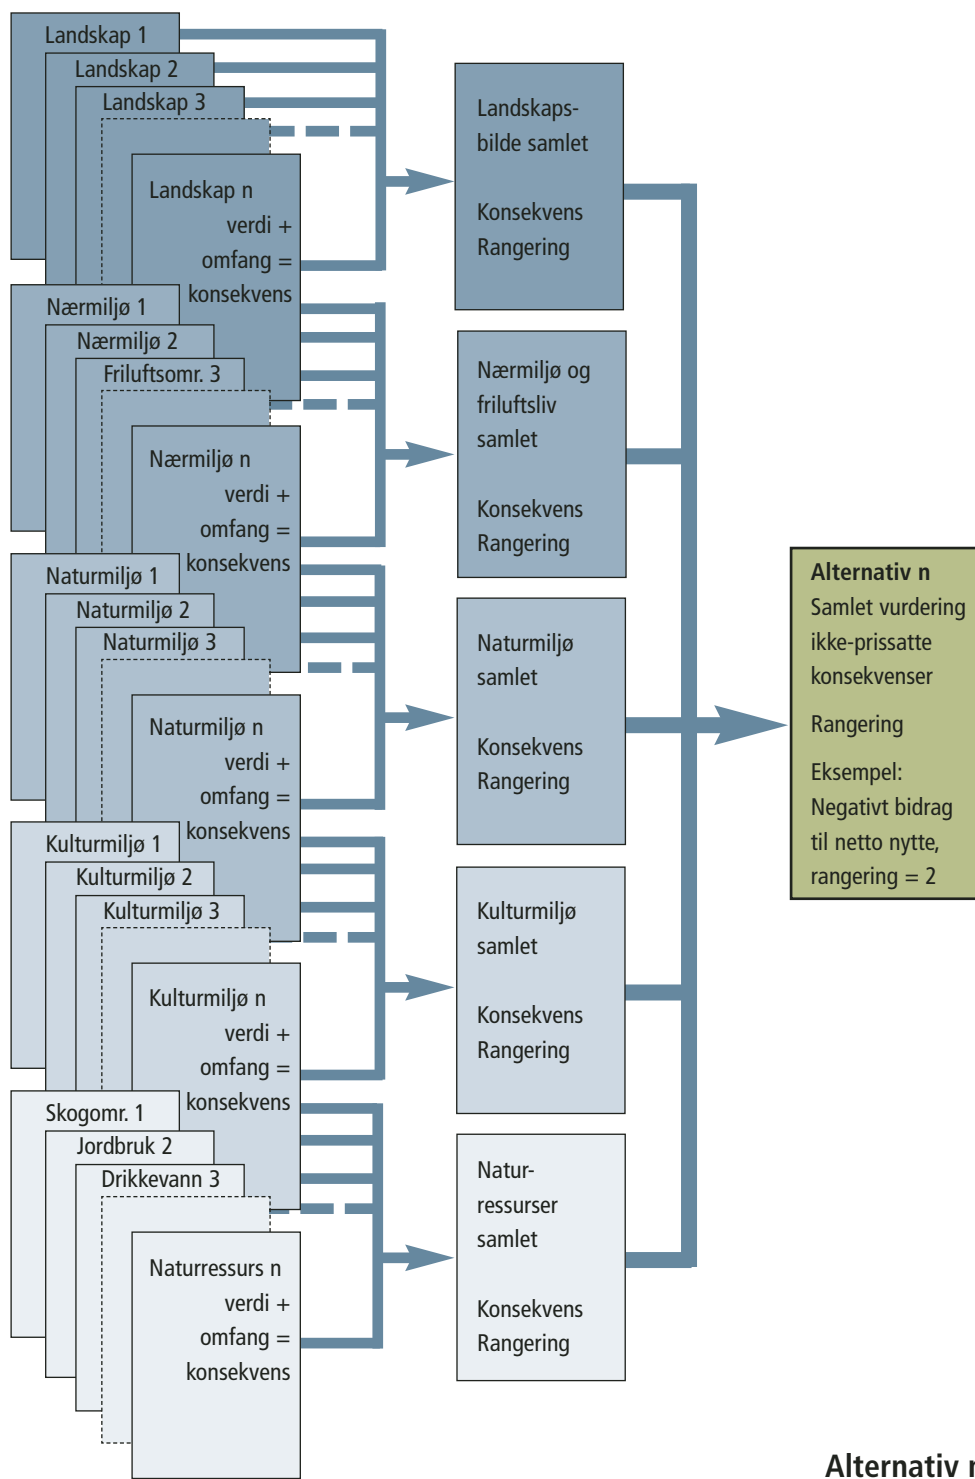 Landskap 1
Landskap 2
Landskap 3
Landskap n
verdi +
omfang =
konsekvens
Nærmiljø 1
Nærmiljø 2
Friluftsomr. 3
Nærmiljø n
verdi +
omfang =
konsekvens
Naturmiljø 1
Naturmiljø 2
Naturmiljø 3
Naturmiljø n
verdi +
omfang =
konsekvens
Kulturmiljø 1
Kulturmiljø 2
Kulturmiljø 3
Kulturmiljø n
verdi +
omfang =
konsekvens
Skogomr. 1
Jordbruk 2
Drikkevann 3
Naturressurs n
verdi +
omfang =
konsekvens
Landskaps-
bilde samlet
Konsekvens
Rangering
Nærmiljø og
friluftsliv
samlet
Konsekvens
Rangering
Naturmiljø
samlet
Konsekvens
Rangering
Kulturmiljø
samlet
Konsekvens
Rangering
Natur-
ressurser
samlet
Konsekvens
Rangering
Alternativ n
Samlet vurdering
ikke-prissatte
konsekvenser
Rangering
Eksempel:
Negativt bidrag
til netto nytte,
rangering = 2
Alternativ n